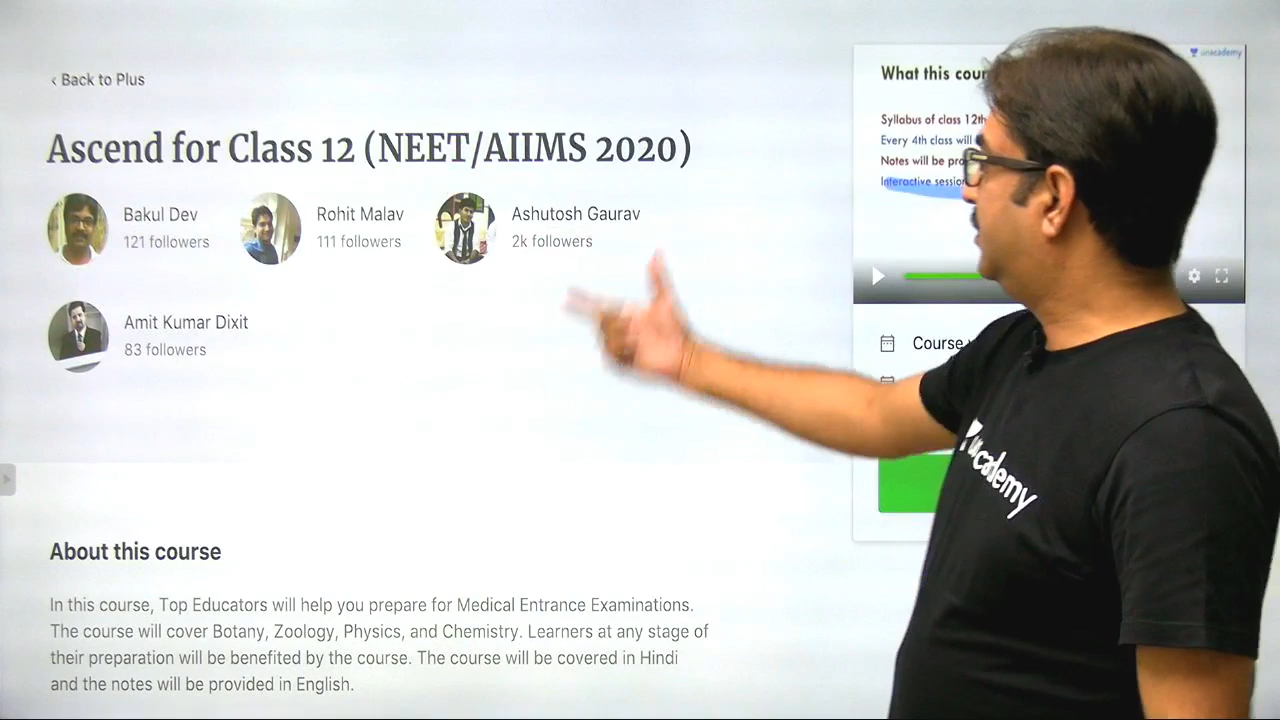 ‹ Back to Plus
Ascend for Class 12 (NEET/AIIMS 2020)
Bakul Dev
121 followers
Rohit Malav
111 followers
Ashutosh Gaurav
2k followers
Amit Kumar Dixit
83 followers
About this course
In this course, Top Educators will help you prepare for Medical Entrance Examinations.
The course will cover Botany, Zoology, Physics, and Chemistry. Learners at any stage of
their preparation will be benefited by the course. The course will be covered in Hindi
and the notes will be provided in English.
unacademy
What this
Syllabus of class 12th
Every 4th class will
Notes will be
Interactive
Course
unacademy